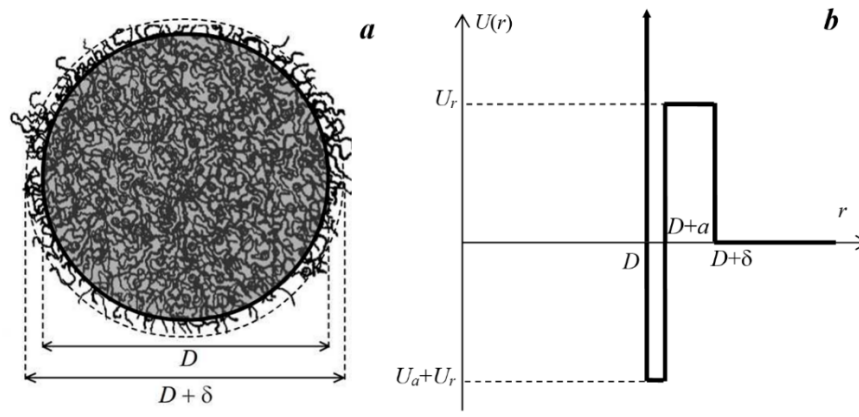 a
D
D + δ
b
U(r)
U_r
r
D+a
D
D+δ
U_a+U_r